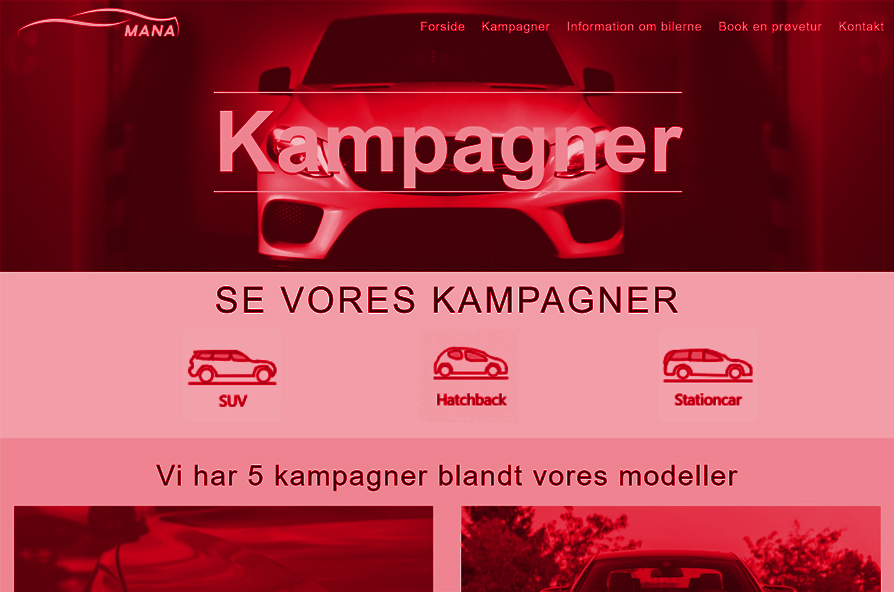 MANA
Forside Kampagner Information om bilerne Book en prøvetur Kontakt
Kampagner
SE VORES KAMPAGNER
SUV Hatchback Stationcar
Vi har 5 kampagner blandt vores modeller